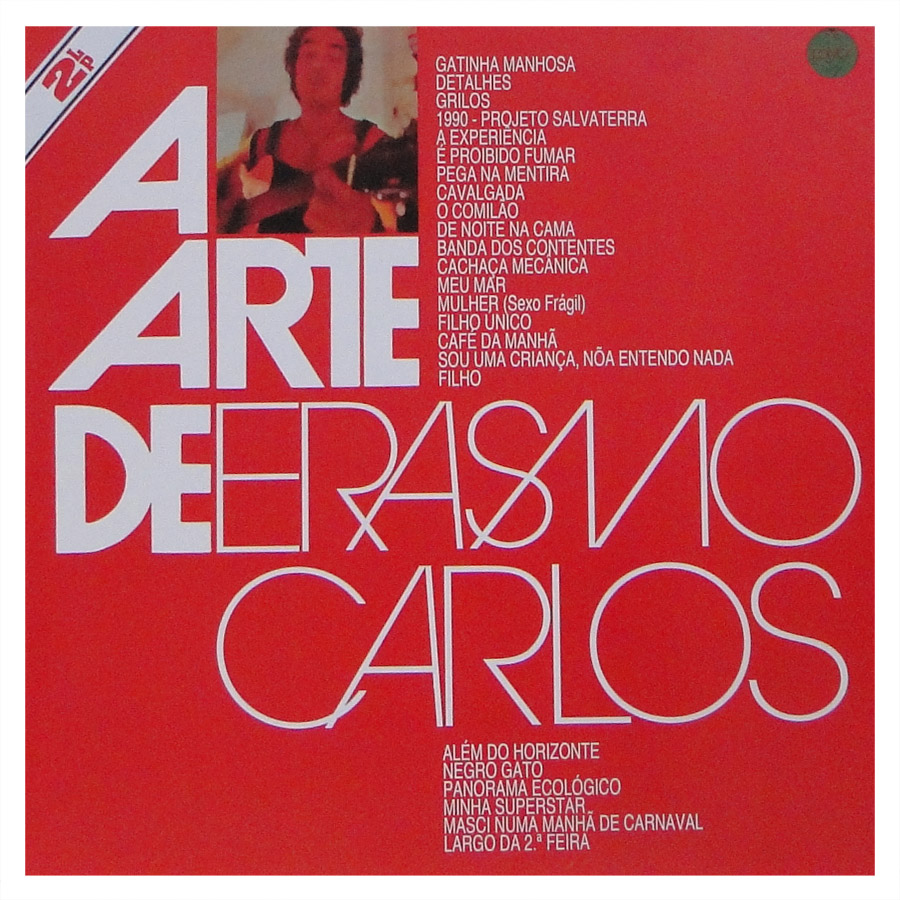 2 LP
A
ARTE
DE ERASMO
CARLOS
GATINHA MANHOSA
DETALHES
GRILOS
1990 - PROJETO SALVATERRA
A EXPERIÊNCIA
É PROIBIDO FUMAR
PEGA NA MENTIRA
CAVALGADA
O COMILÃO
DE NOITE NA CAMA
BANDA DOS CONTENTES
CACHAÇA MECÂNICA
MEU MAR
MULHER (Sexo Frágil)
FILHO ÚNICO
CAFÉ DA MANHÃ
SOU UMA CRIANÇA, NÕA ENTENDO NADA
FILHO
ALÉM DO HORIZONTE
NEGRO GATO
PANORAMA ECOLÓGICO
MINHA SUPERSTAR
MASCI NUMA MANHÃ DE CARNAVAL
LARGO DA 2.ª FEIRA